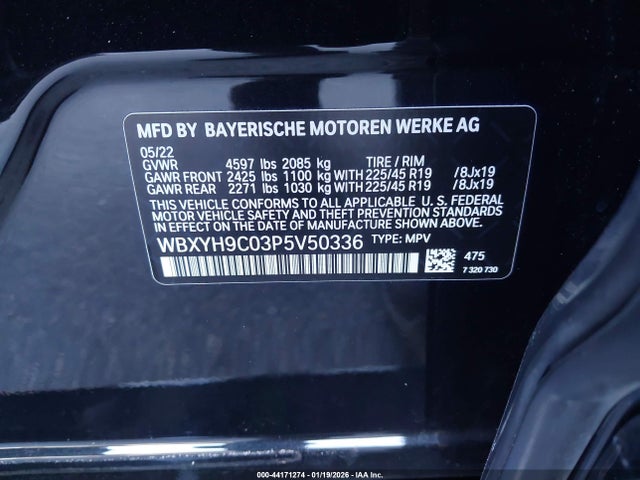 MFD BY BAYERISCHE MOTOREN WERKE AG
05/22
GVWR 4597 lbs 2085 kg TIRE / RIM
GAWR FRONT 2425 lbs 1100 kg WITH 225/45 R19 /8Jx19
GAWR REAR 2271 lbs 1030 kg WITH 225/45 R19 /8Jx19
THIS VEHICLE CONFORMS TO ALL APPLICABLE U. S. FEDERAL
MOTOR VEHICLE SAFETY, BUMPER, AND THEFT PREVENTION
STANDARDS IN EFFECT ON THE DATE OF MANUFACTURE SHOWN ABOVE.
WBXYH9C03P5V50336 TYPE: MPV
475
7 320 730
000-44171274 - 01/19/2026 - IAA Inc.